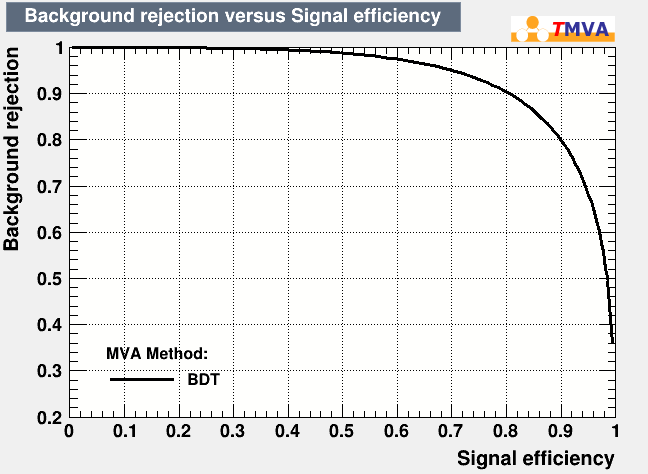 Background rejection versus Signal efficiency
TMVA
Background rejection
1
0.9
0.8
0.7
0.6
0.5
0.4
0.3
0.2
MVA Method:
BDT
0 0.1 0.2 0.3 0.4 0.5 0.6 0.7 0.8 0.9 1
Signal efficiency